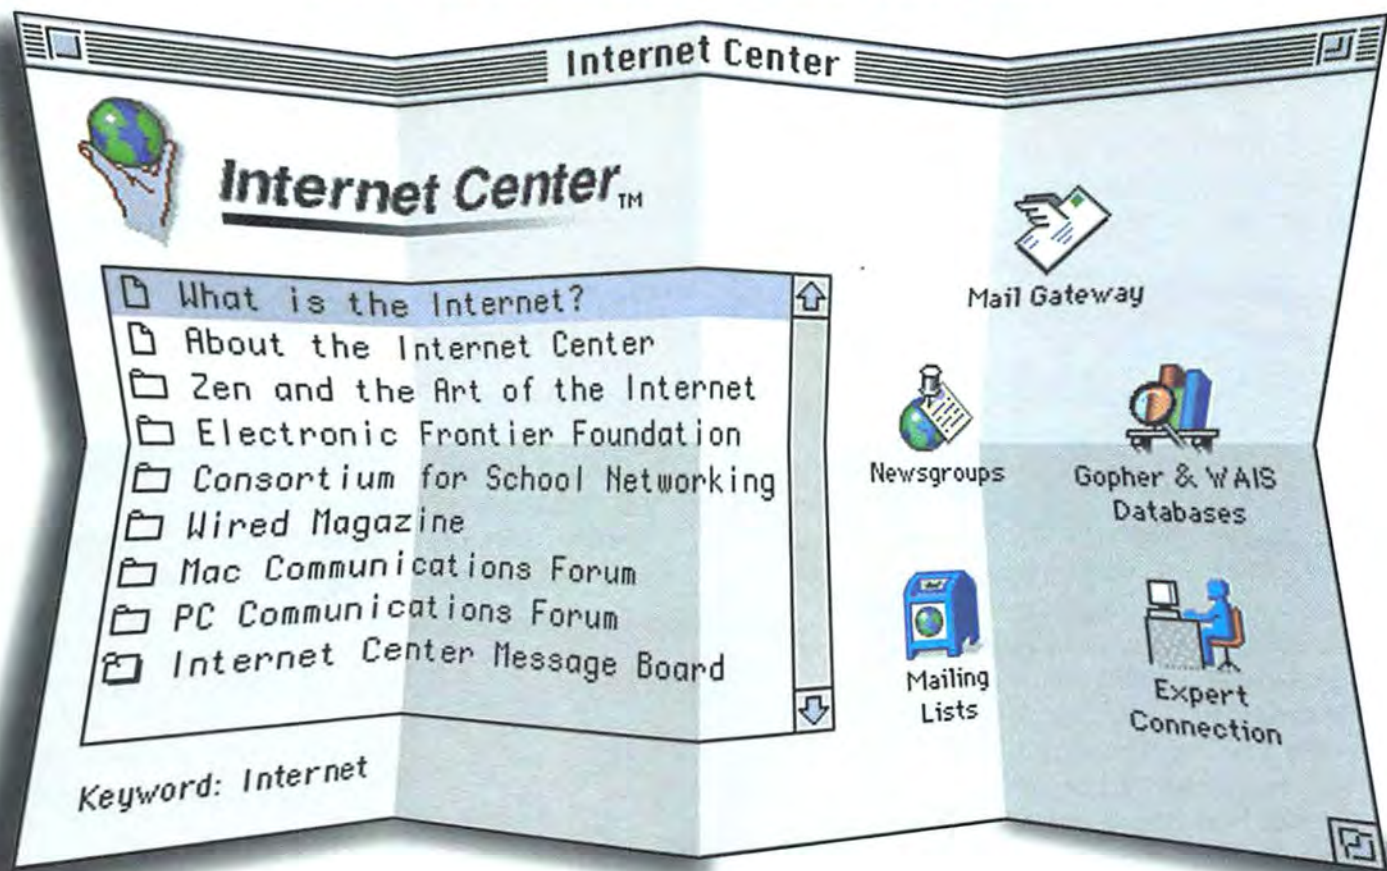 Internet Center
Internet Center™
What is the Internet?
About the Internet Center
Zen and the Art of the Internet
Electronic Frontier Foundation
Consortium for School Networking
Wired Magazine
Mac Communications Forum
PC Communications Forum
Internet Center Message Board
Keyword: Internet
Mail Gateway
Newsgroups
Gopher & WAIS
Databases
Mailing
Lists
Expert
Connection